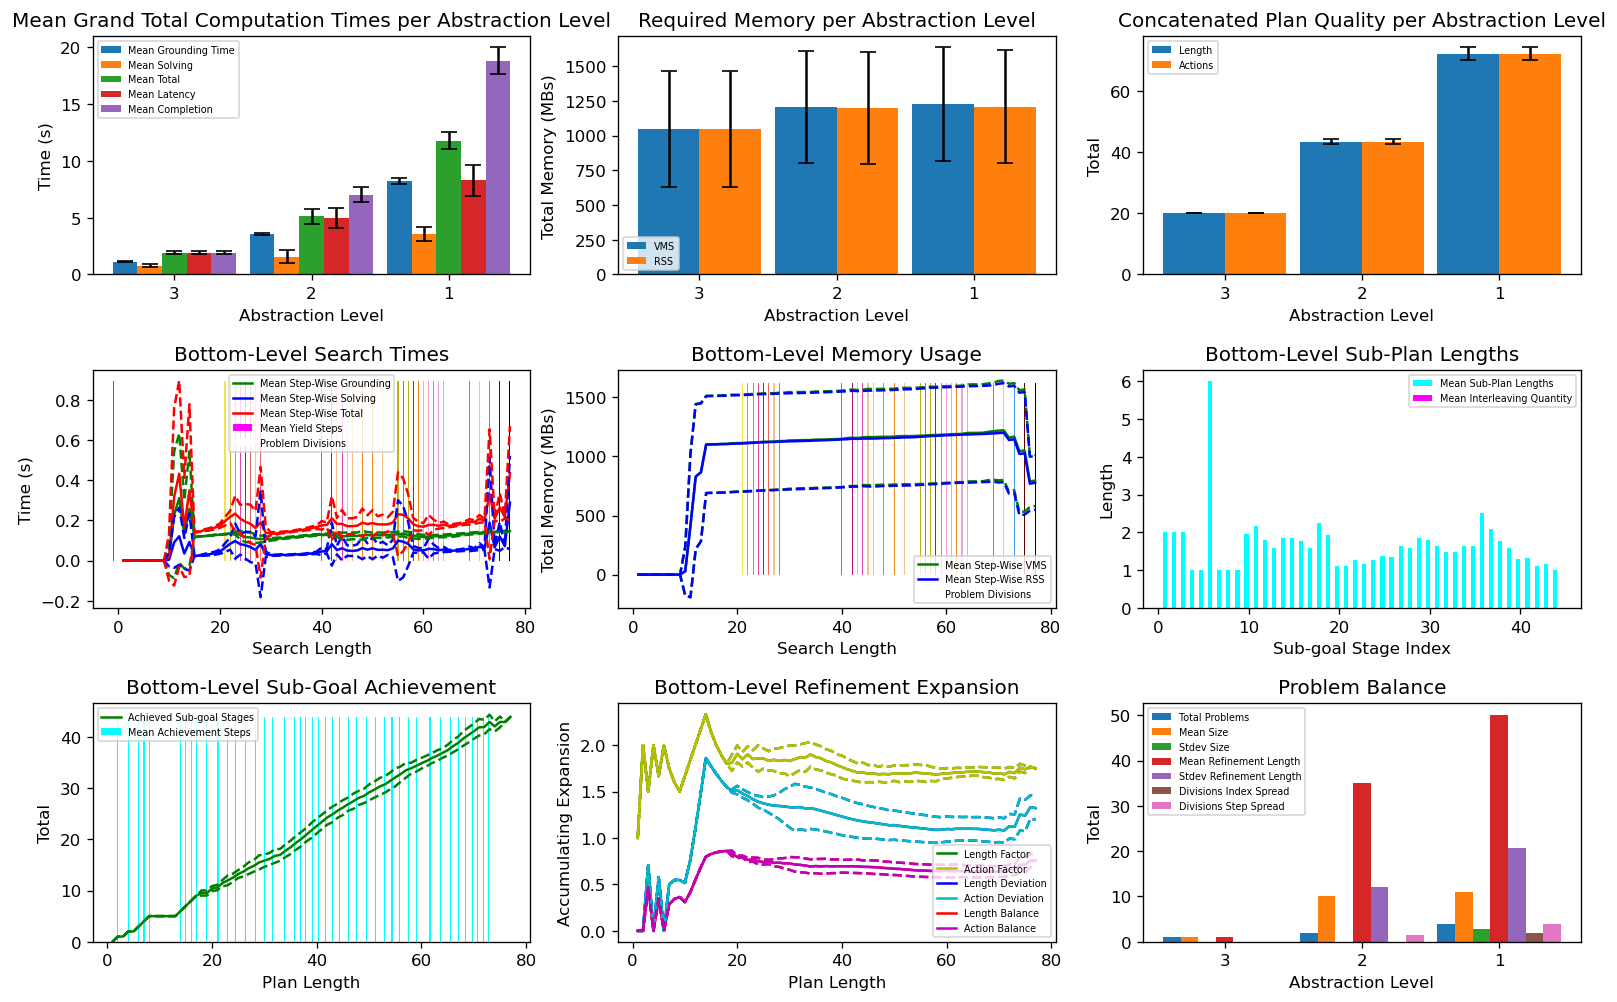 Mean Grand Total Computation Times per Abstraction Level
20
15
10
5
0
Time (s)
Mean Grounding Time
Mean Solving
Mean Total
Mean Latency
Mean Completion
3 2 1
Abstraction Level
Required Memory per Abstraction Level
1500
1250
1000
750
500
250
0
Total Memory (MBs)
VMS
RSS
3 2 1
Abstraction Level
Concatenated Plan Quality per Abstraction Level
60
40
20
0
Total
Length
Actions
3 2 1
Abstraction Level
Bottom-Level Search Times
0.8
0.6
0.4
0.2
0.0
−0.2
Time (s)
Mean Step-Wise Grounding
Mean Step-Wise Solving
Mean Step-Wise Total
Mean Yield Steps
Problem Divisions
0 20 40 60 80
Search Length
Bottom-Level Memory Usage
1500
1000
500
0
Total Memory (MBs)
Mean Step-Wise VMS
Mean Step-Wise RSS
Problem Divisions
0 20 40 60 80
Search Length
Bottom-Level Sub-Plan Lengths
6
5
4
3
2
1
0
Length
Mean Sub-Plan Lengths
Mean Interleaving Quantity
0 10 20 30 40
Sub-goal Stage Index
Bottom-Level Sub-Goal Achievement
40
30
20
10
0
Total
Achieved Sub-goal Stages
Mean Achievement Steps
0 20 40 60 80
Plan Length
Bottom-Level Refinement Expansion
2.0
1.5
1.0
0.5
0.0
Accumulating Expansion
Length Factor
Action Factor
Length Deviation
Action Deviation
Length Balance
Action Balance
0 20 40 60 80
Plan Length
Problem Balance
50
40
30
20
10
0
Total
Total Problems
Mean Size
Stdev Size
Mean Refinement Length
Stdev Refinement Length
Divisions Index Spread
Divisions Step Spread
3 2 1
Abstraction Level